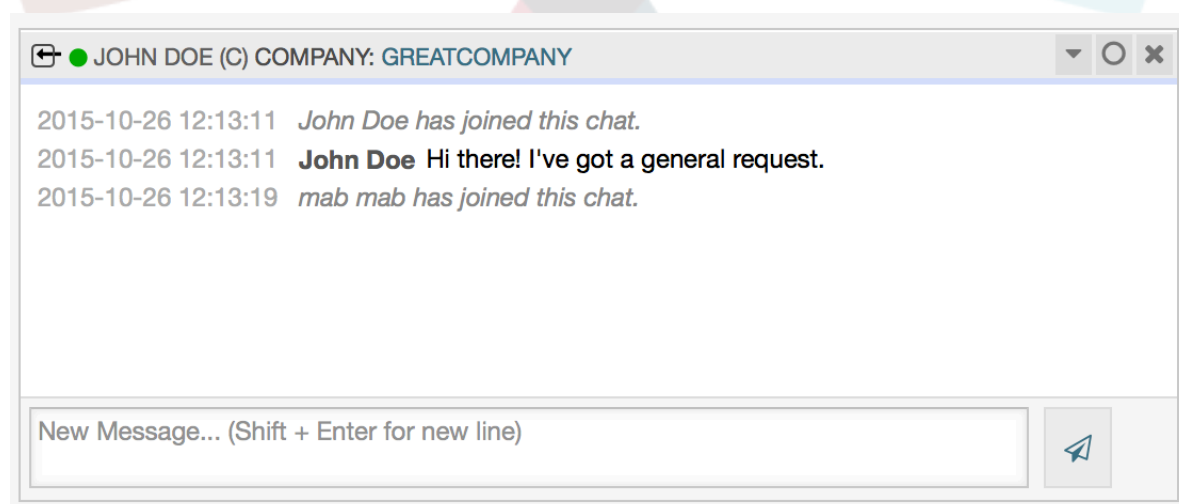 JOHN DOE (C) COMPANY: GREATCOMPANY
2015-10-26 12:13:11 John Doe has joined this chat.
2015-10-26 12:13:11 John Doe Hi there! I've got a general request.
2015-10-26 12:13:19 mab mab has joined this chat.
New Message... (Shift + Enter for new line)